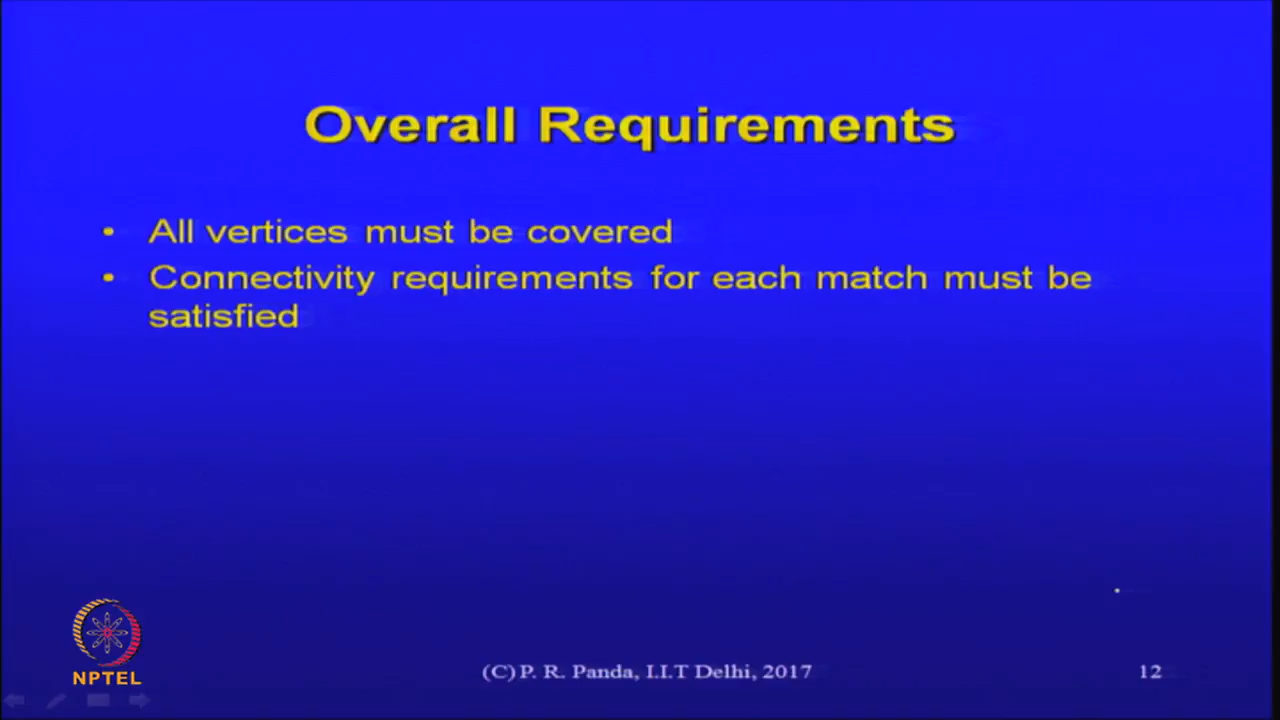 Overall Requirements
• All vertices must be covered
• Connectivity requirements for each match must be
satisfied
NPTEL
(C) P. R. Panda, I.I.T Delhi, 2017
12